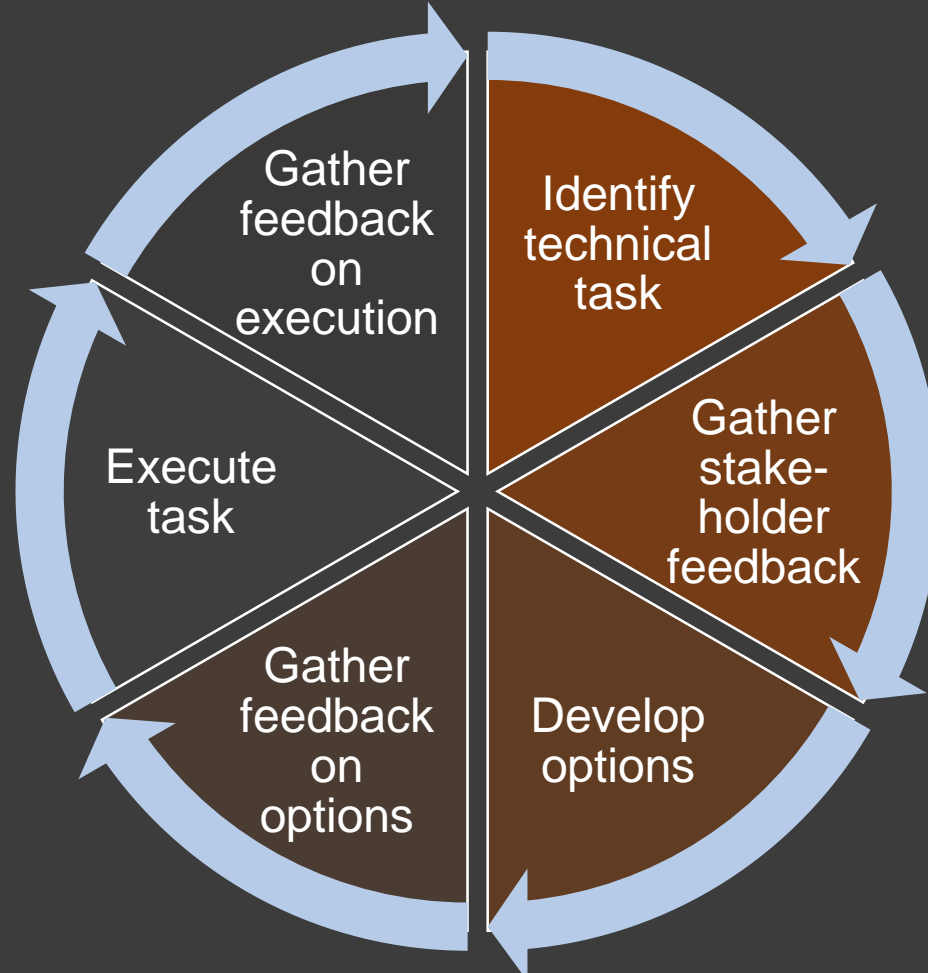 Identify
technical
task
Gather
stake-
holder
feedback
Develop
options
Gather
feedback
on
options
Execute
task
Gather
feedback
on
execution